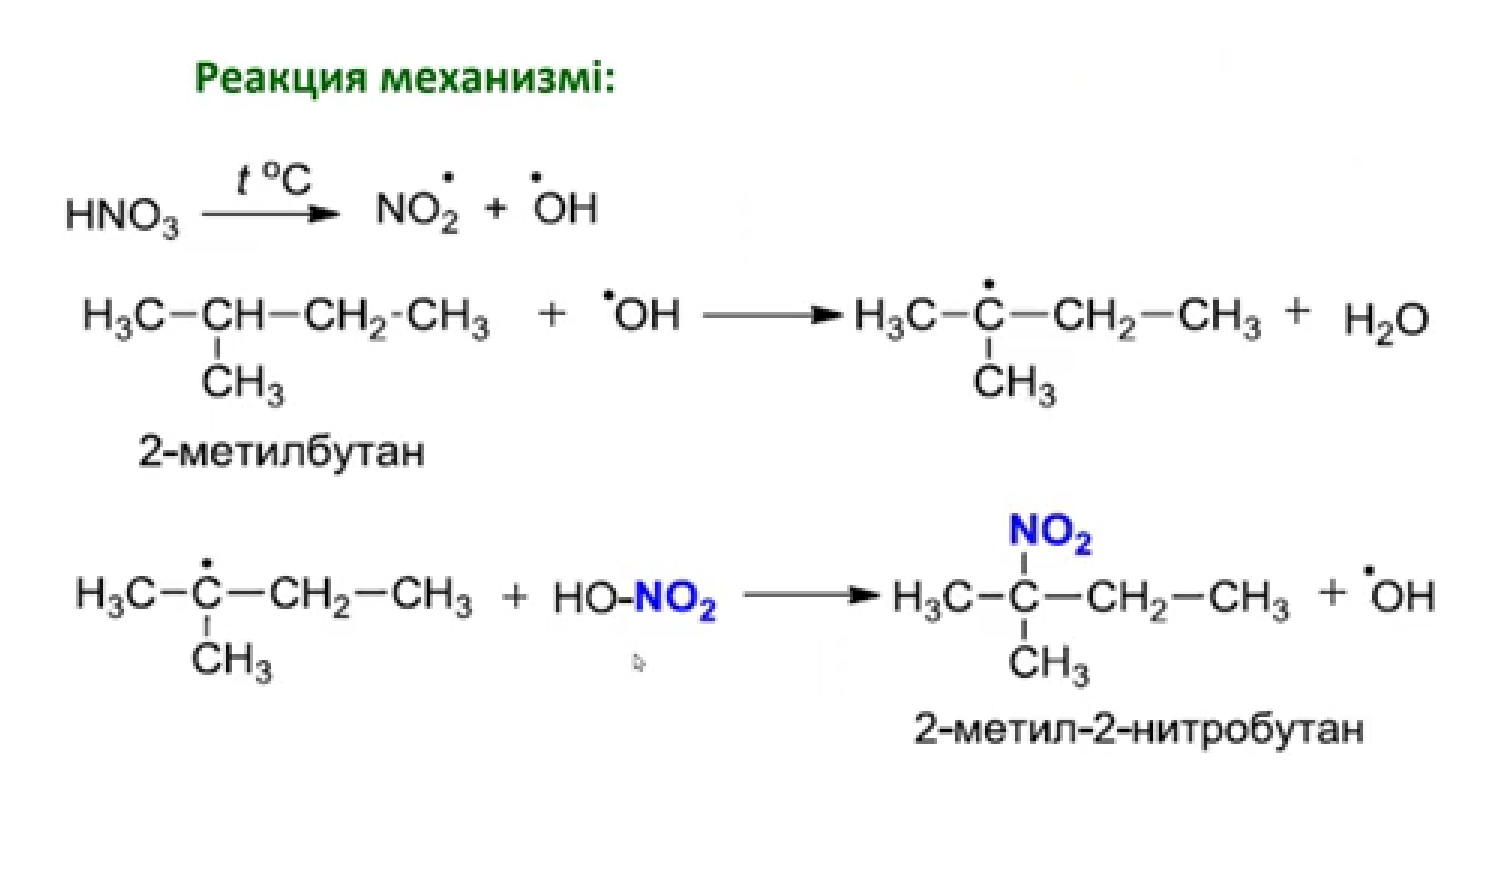 Реакция механизмі:
t °C
HNO₃ ⟶ NO₂• + •OH
H₃C–CH–CH₂-CH₃ + •OH ⟶ H₃C–Ċ–CH₂–CH₃ + H₂O
CH₃ CH₃
2-метилбутан
NO₂
H₃C–Ċ–CH₂–CH₃ + HO-NO₂ ⟶ H₃C–C–CH₂–CH₃ + •OH
CH₃ CH₃
2-метил-2-нитробутан